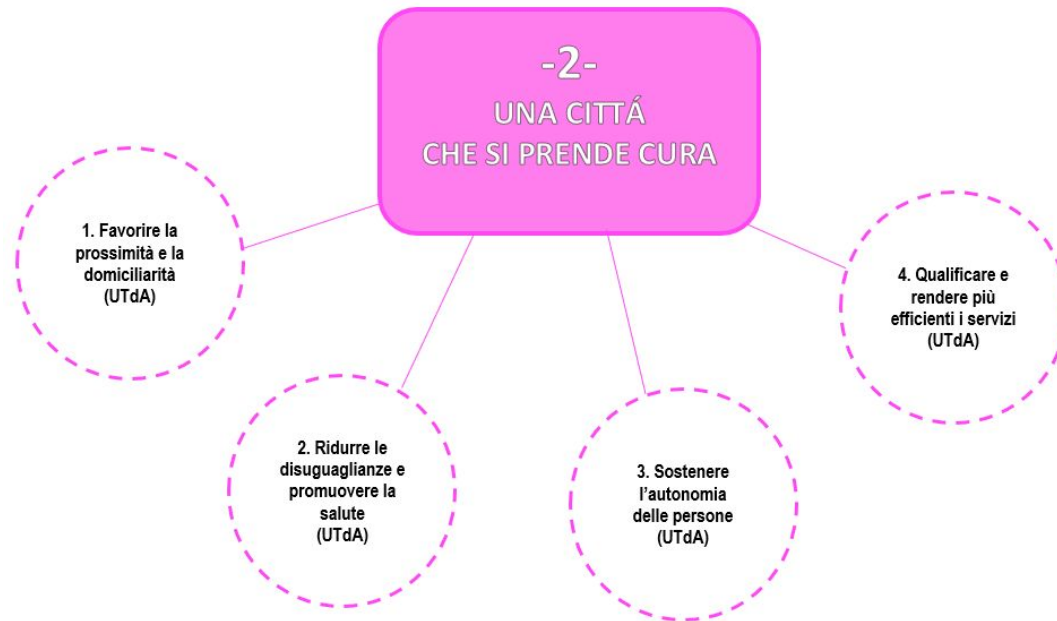 -2-
UNA CITTÁ
CHE SI PRENDE CURA
1. Favorire la
prossimità e la
domiciliarità
(UTdA)
2. Ridurre le
disuguaglianze e
promuovere la
salute
(UTdA)
3. Sostenere
l’autonomia
delle persone
(UTdA)
4. Qualificare e
rendere più
efficienti i servizi
(UTdA)